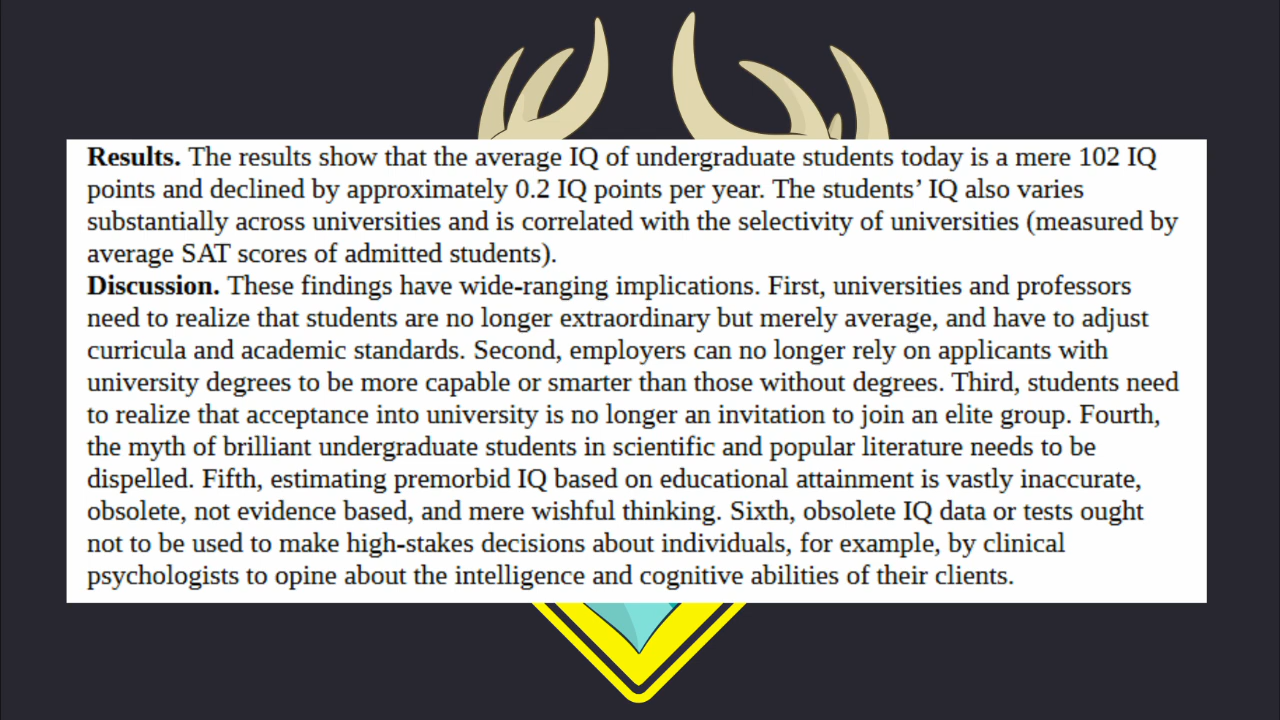 Results. The results show that the average IQ of undergraduate students today is a mere 102 IQ
points and declined by approximately 0.2 IQ points per year. The students’ IQ also varies
substantially across universities and is correlated with the selectivity of universities (measured by
average SAT scores of admitted students).
Discussion. These findings have wide-ranging implications. First, universities and professors
need to realize that students are no longer extraordinary but merely average, and have to adjust
curricula and academic standards. Second, employers can no longer rely on applicants with
university degrees to be more capable or smarter than those without degrees. Third, students need
to realize that acceptance into university is no longer an invitation to join an elite group. Fourth,
the myth of brilliant undergraduate students in scientific and popular literature needs to be
dispelled. Fifth, estimating premorbid IQ based on educational attainment is vastly inaccurate,
obsolete, not evidence based, and mere wishful thinking. Sixth, obsolete IQ data or tests ought
not to be used to make high-stakes decisions about individuals, for example, by clinical
psychologists to opine about the intelligence and cognitive abilities of their clients.